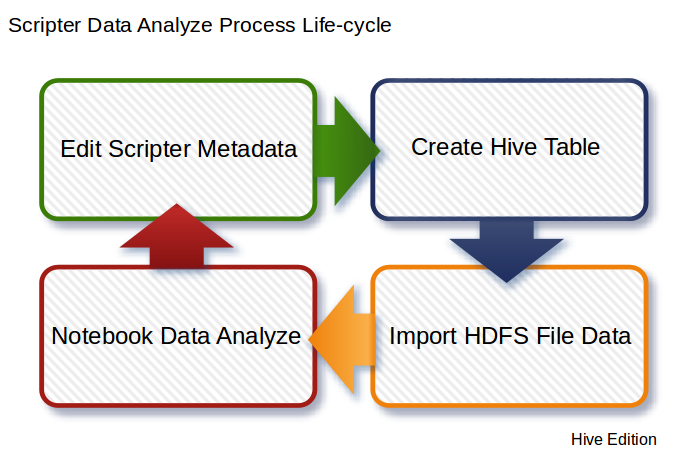 Scripter Data Analyze Process Life-cycle
Edit Scripter Metadata
Create Hive Table
Notebook Data Analyze
Import HDFS File Data
Hive Edition